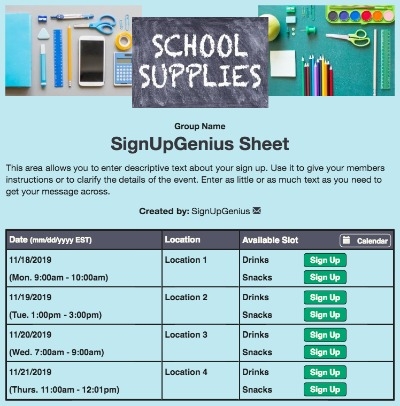 SCHOOL
SUPPLIES
Group Name
SignUpGenius Sheet
This area allows you to enter descriptive text about your sign up. Use it to give your members
instructions or to clarify the details of the event. Enter as little or as much text as you need to
get your message across.
Created by: SignUpGenius
Date (mm/dd/yyyy EST) Location Available Slot Calendar
11/18/2019 Location 1 Drinks Sign Up
(Mon. 9:00am - 10:00am) Snacks Sign Up
11/19/2019 Location 2 Drinks Sign Up
(Tue. 1:00pm - 3:00pm) Snacks Sign Up
11/20/2019 Location 3 Drinks Sign Up
(Wed. 7:00am - 9:00am) Snacks Sign Up
11/21/2019 Location 4 Drinks Sign Up
(Thurs. 11:00am - 12:01pm) Snacks Sign Up